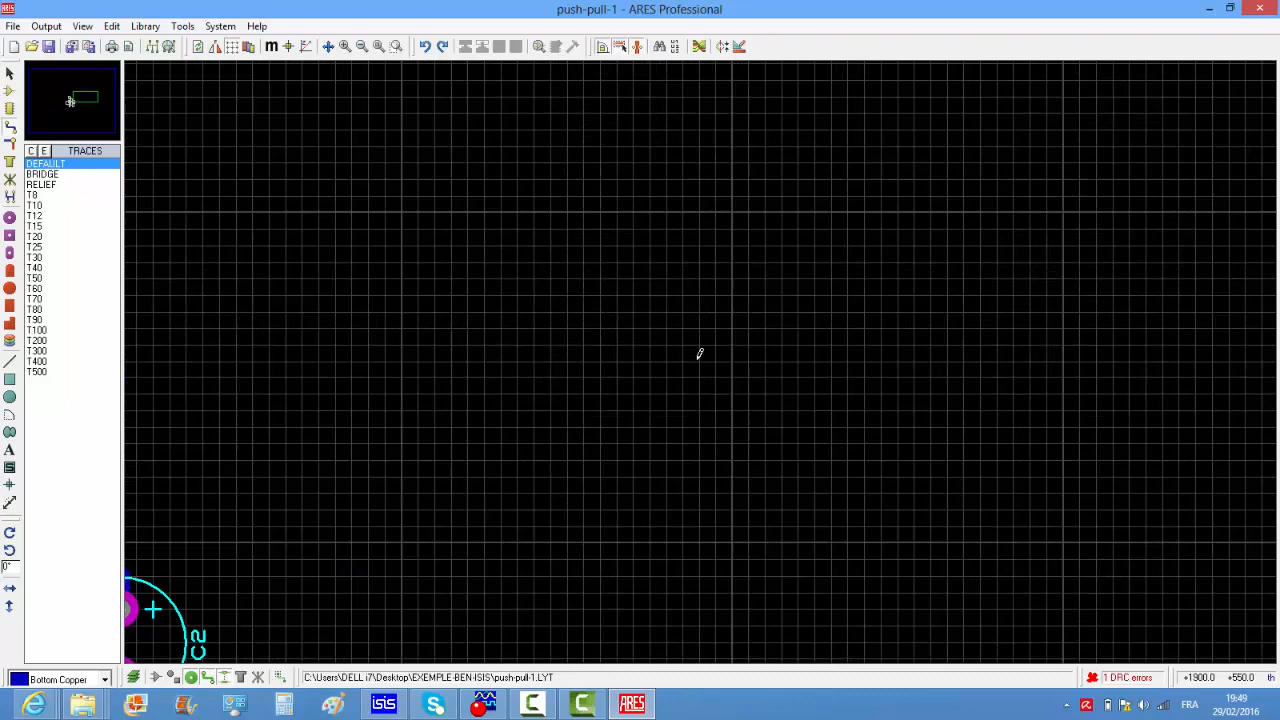 push-pull-1 - ARES Professional
File Output View Edit Library Tools System Help
C E TRACES
DEFAULT
BRIDGE
RELIEF
T8
T10
T12
T15
T20
T25
T30
T40
T50
T60
T70
T80
T90
T100
T200
T300
T400
T500
0°
C2
Bottom Copper
C:\Users\DELL i7\Desktop\EXEMPLE-BEN-ISIS\push-pull-1.LYT
1 DRC errors
+1900.0 +550.0 th
isis
ARES
FRA
19:49
29/02/2016